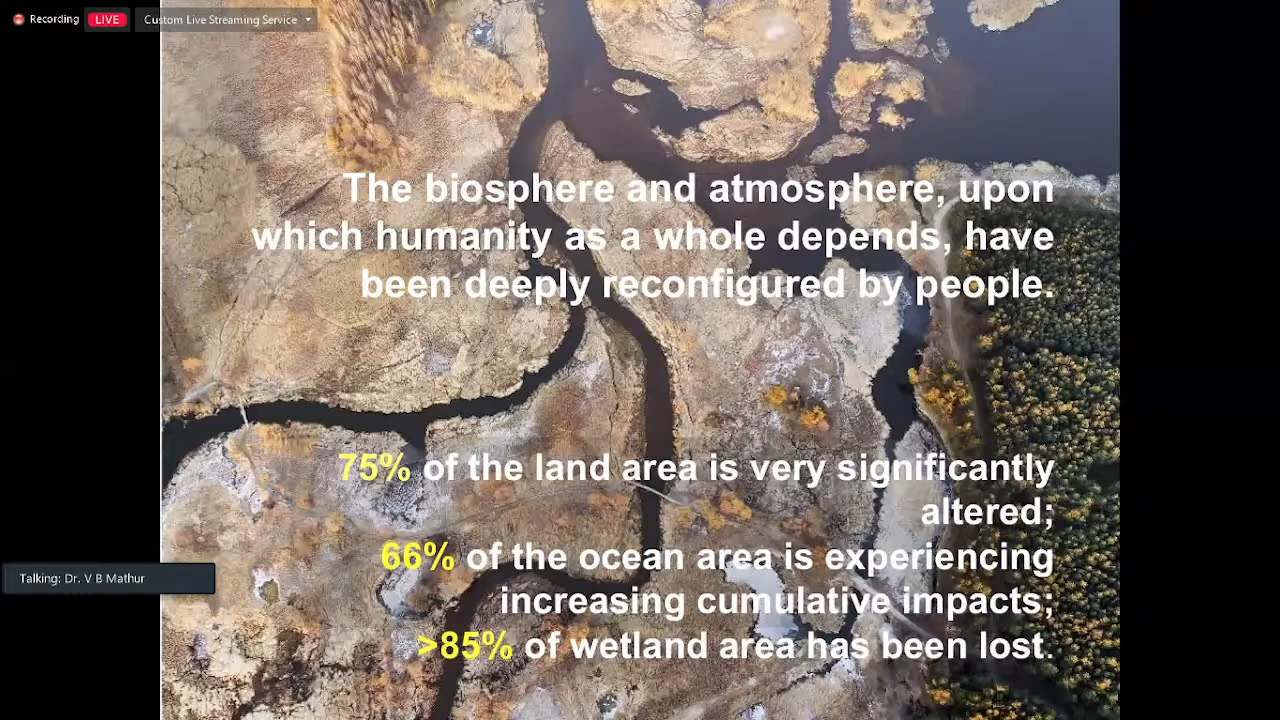 Recording LIVE Custom Live Streaming Service
The biosphere and atmosphere, upon
which humanity as a whole depends, have
been deeply reconfigured by people.
75% of the land area is very significantly
altered;
66% of the ocean area is experiencing
increasing cumulative impacts;
>85% of wetland area has been lost.
Talking: Dr. V B Mathur